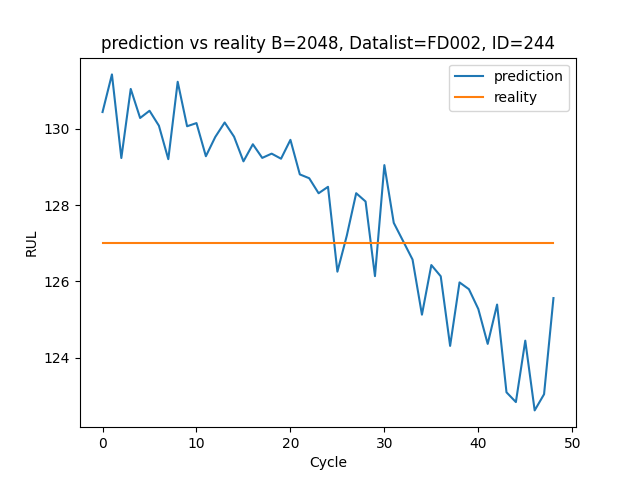 prediction vs reality B=2048, Datalist=FD002, ID=244
prediction
reality
130
128
126
124
RUL
0 10 20 30 40 50
Cycle